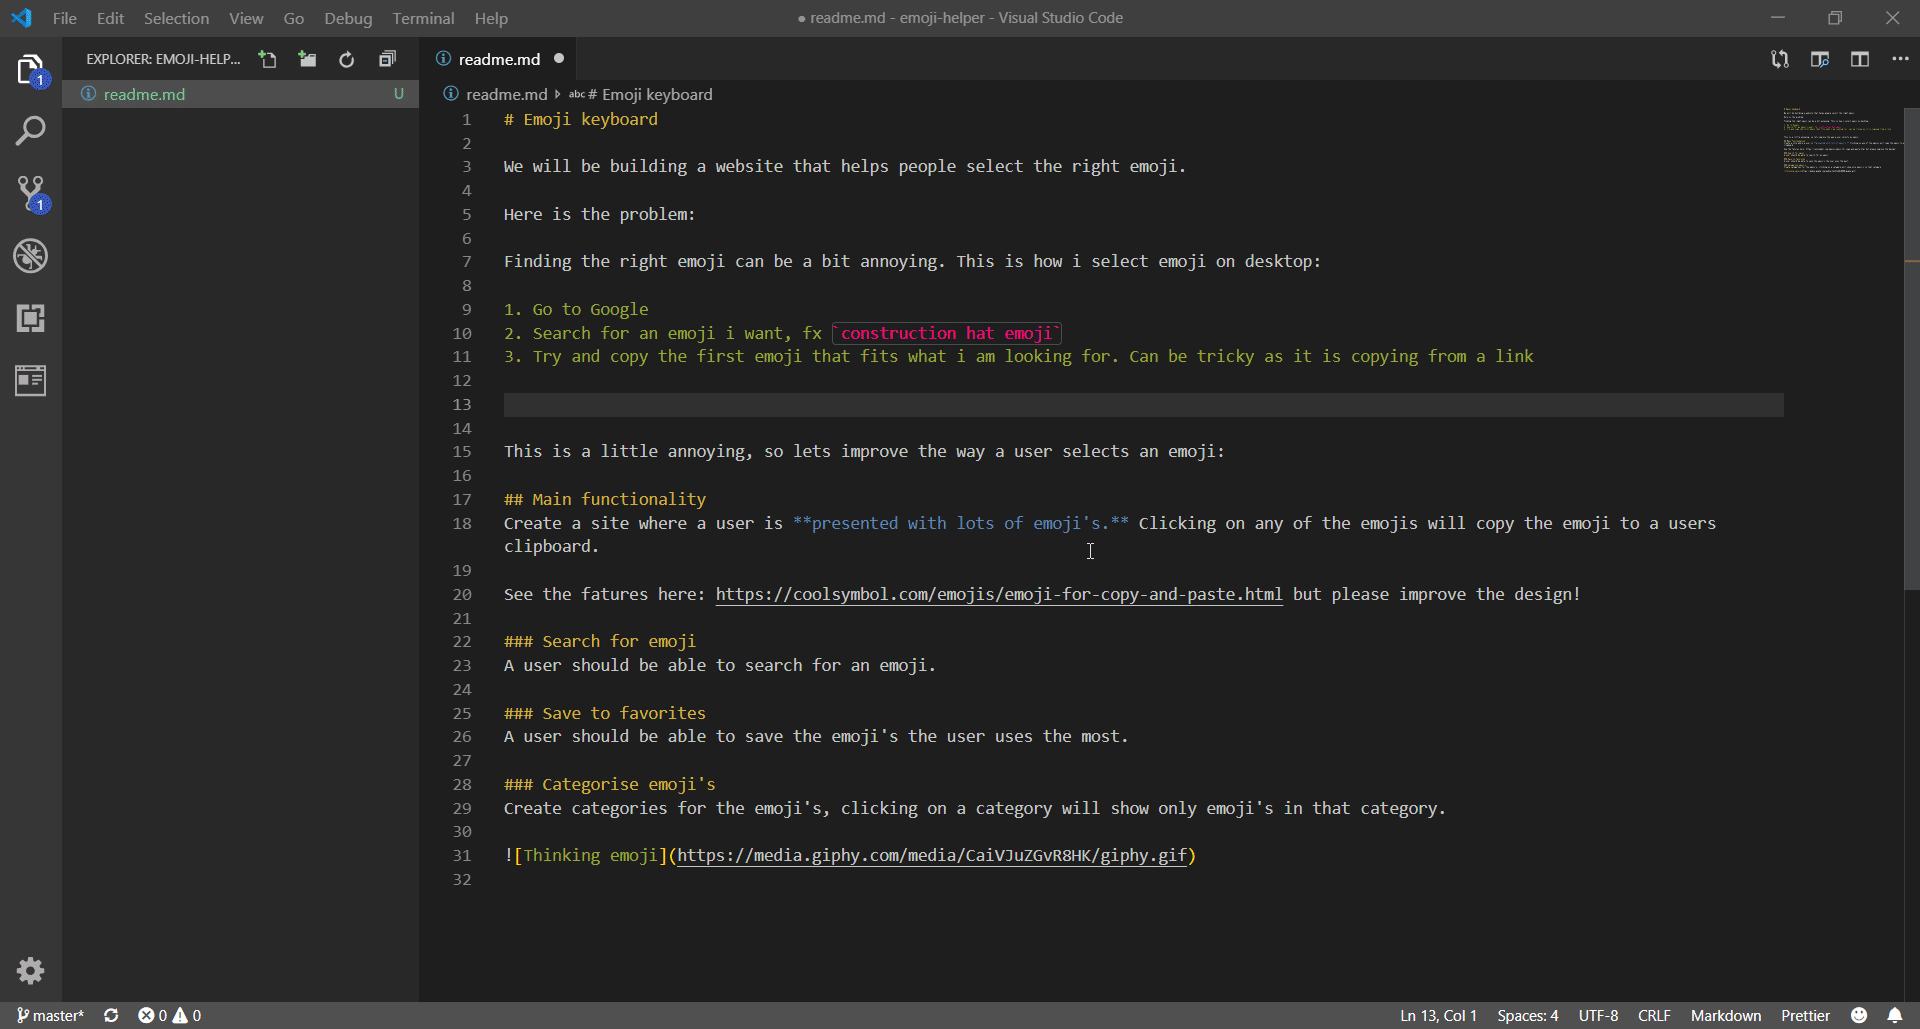 File Edit Selection View Go Debug Terminal Help
● readme.md - emoji-helper - Visual Studio Code
EXPLORER: EMOJI-HELP...
readme.md
readme.md U
readme.md abc # Emoji keyboard
1 # Emoji keyboard
2
3 We will be building a website that helps people select the right emoji.
4
5 Here is the problem:
6
7 Finding the right emoji can be a bit annoying. This is how i select emoji on desktop:
8
9 1. Go to Google
10 2. Search for an emoji i want, fx `construction hat emoji`
11 3. Try and copy the first emoji that fits what i am looking for. Can be tricky as it is copying from a link
12
13
14
15 This is a little annoying, so lets improve the way a user selects an emoji:
16
17 ## Main functionality
18 Create a site where a user is **presented with lots of emoji's.** Clicking on any of the emojis will copy the emoji to a users
clipboard.
19
20 See the fatures here: https://coolsymbol.com/emojis/emoji-for-copy-and-paste.html but please improve the design!
21
22 ### Search for emoji
23 A user should be able to search for an emoji.
24
25 ### Save to favorites
26 A user should be able to save the emoji's the user uses the most.
27
28 ### Categorise emoji's
29 Create categories for the emoji's, clicking on a category will show only emoji's in that category.
30
31 ![Thinking emoji](https://media.giphy.com/media/CaiVJuZGvR8HK/giphy.gif)
32
1
1
master* 0 0
Ln 13, Col 1 Spaces: 4 UTF-8 CRLF Markdown Prettier